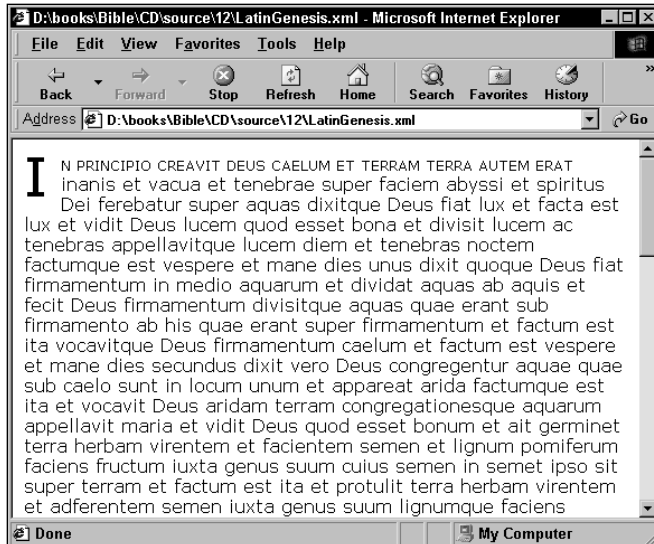 D:\books\Bible\CD\source\12\LatinGenesis.xml - Microsoft Internet Explorer
File Edit View Favorites Tools Help
Back Forward Stop Refresh Home Search Favorites History »
Address D:\books\Bible\CD\source\12\LatinGenesis.xml Go
IN PRINCIPIO CREAVIT DEUS CAELUM ET TERRAM TERRA AUTEM ERAT
inanis et vacua et tenebrae super faciem abyssi et spiritus
Dei ferebatur super aquas dixitque Deus fiat lux et facta est
lux et vidit Deus lucem quod esset bona et divisit lucem ac
tenebras appellavitque lucem diem et tenebras noctem
factumque est vespere et mane dies unus dixit quoque Deus fiat
firmamentum in medio aquarum et dividat aquas ab aquis et
fecit Deus firmamentum divisitque aquas quae erant sub
firmamento ab his quae erant super firmamentum et factum est
ita vocavitque Deus firmamentum caelum et factum est vespere
et mane dies secundus dixit vero Deus congregentur aquae quae
sub caelo sunt in locum unum et appareat arida factumque est
ita et vocavit Deus aridam terram congregationesque aquarum
appellavit maria et vidit Deus quod esset bonum et ait germinet
terra herbam virentem et facientem semen et lignum pomiferum
faciens fructum iuxta genus suum cuius semen in semet ipso sit
super terram et factum est ita et protulit terra herbam virentem
et adferentem semen iuxta genus suum lignumque faciens
Done My Computer